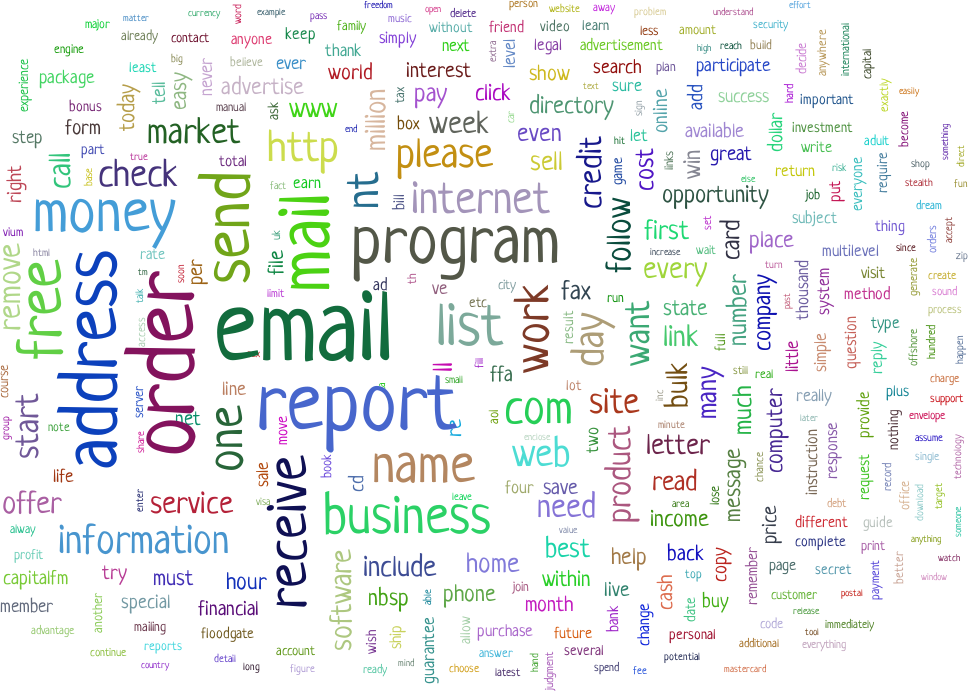 major
currency
word
example
pass
freedom
open
delete
person
website
away
problem
understand
effort
matter
already
contact
anyone
keep
family
music
simply
without
friend
video
learn
less
amount
security
engine
least
big
believe
ever
thank
next
extra
level
legal
advertisement
high
reach
build
decide
anywhere
international
capital
experience
package
tell
easy
never
advertise
world
interest
show
search
plan
participate
bonus
today
manual
ask
www
million
tax
pay
click
directory
text
sure
online
add
success
hard
important
exactly
easily
step
form
market
end
box
week
car
sign
hit
let
available
dollar
investment
become
something
part
true
total
http
please
even
links
write
adult
right
call
base
check
send
fact
earn
nt
bill
internet
sell
credit
game
cost
win
great
else
return
risk
everyone
require
shop
direct
money
mail
opportunity
job
put
stealth
fun
vium
html
uk
file
program
follow
first
set
card
place
subject
dream
remove
free
address
rate
tm
soon
per
limit
ad
th
ve
city
increase
wait
every
turn
multilevel
thing
since
orders
accept
zip
talk
order
email
etc
fax
run
state
number
company
past
thousand
system
visit
method
generate
create
sound
access
list
work
result
day
want
link
full
little
simple
question
type
reply
offshore
hundred
process
happen
course
start
group
note
server
share
net
line
one
report
ll
fill
small
ffa
lot
inc
bulk
many
still
real
much
computer
really
plus
charge
support
move
re
aol
com
site
minute
later
provide
nothing
envelope
life
sale
book
cd
name
enclose
web
two
product
letter
chance
message
instruction
response
request
record
assume
singie
technology
offer
enter
service
visa
receive
leave
four
save
need
read
area
lose
debt
office
download
target
someone
alway
information
business
value
income
price
different
guide
profit
complete
anything
capitalfm
try
must
hour
software
include
home
best
within
help
back
copy
remember
page
secret
print
payment
better
watch
window
member
another
special
financial
nbsp
able
phone
join
month
live
cash
top
date
buy
customer
postal
release
advantage
mailing
floodgate
wish
ship
guarantee
allow
purchase
future
bank
change
personal
code
tool
immediately
continue
reports
account
answer
several
additional
everything
country
detail
long
figure
ready
mind
choose
latest
hand
judgment
spend
fee
potential
mastercard